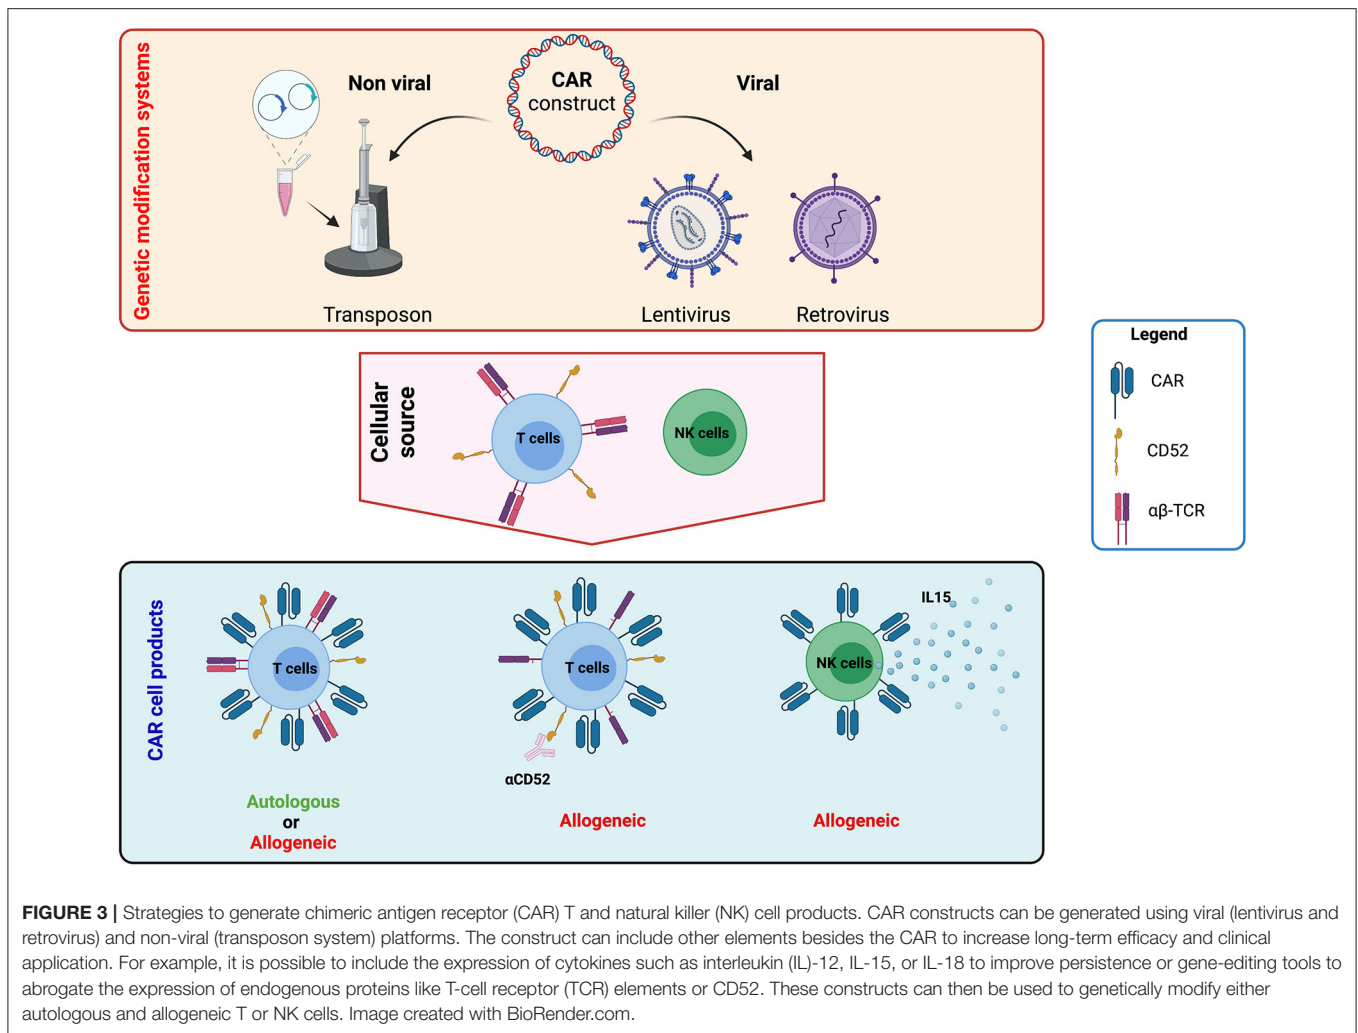 Genetic modification systems
Non viral
CAR
construct
Viral
Transposon
Lentivirus
Retrovirus
Cellular
source
T cells
NK cells
Legend
CAR
CD52
αβ-TCR
CAR cell products
T cells
Autologous
or
Allogeneic
T cells
αCD52
Allogeneic
NK cells
IL15
Allogeneic
FIGURE 3 | Strategies to generate chimeric antigen receptor (CAR) T and natural killer (NK) cell products. CAR constructs can be generated using viral (lentivirus and
retrovirus) and non-viral (transposon system) platforms. The construct can include other elements besides the CAR to increase long-term efficacy and clinical
application. For example, it is possible to include the expression of cytokines such as interleukin (IL)-12, IL-15, or IL-18 to improve persistence or gene-editing tools to
abrogate the expression of endogenous proteins like T-cell receptor (TCR) elements or CD52. These constructs can then be used to genetically modify either
autologous and allogeneic T or NK cells. Image created with BioRender.com.